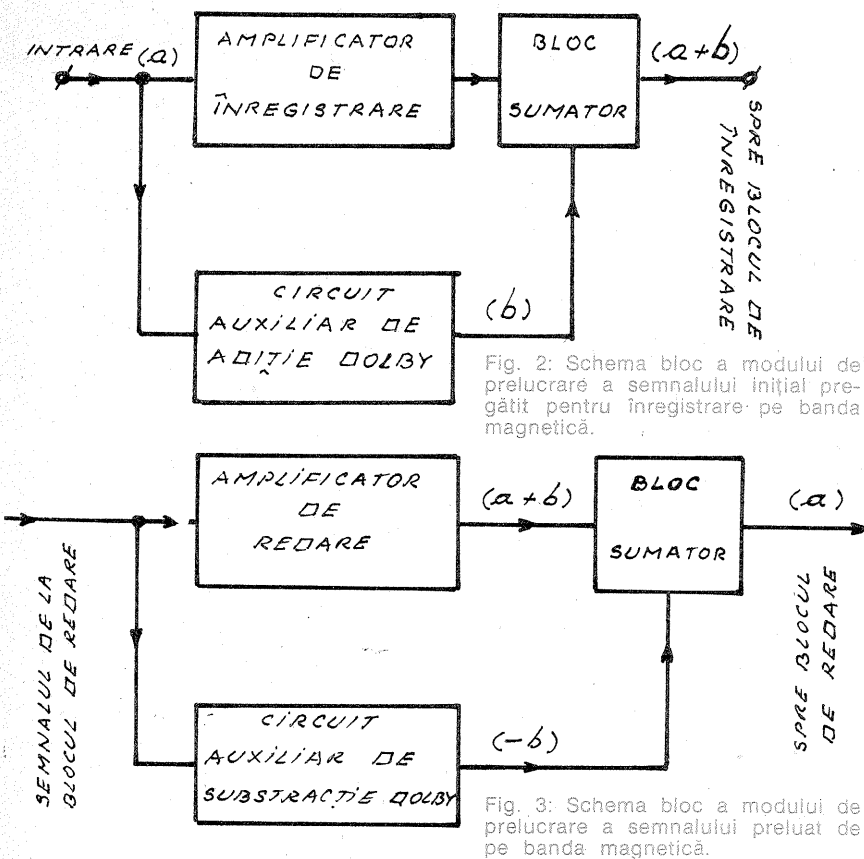 INTRARE (a)
AMPLIFICATOR
DE
ÎNREGISTRARE
BLOC
SUMATOR
(a+b)
SPRE BLOCUL DE
ÎNREGISTRARE
CIRCUIT
AUXILIAR DE
ADIȚIE DOLBY
(b)
Fig. 2: Schema bloc a modului de
prelucrare a semnalului inițial pre-
gătit pentru înregistrare pe banda
magnetică.
SEMNALUL DE LA
BLOCUL DE REDARE
AMPLIFICATOR
DE
REDARE
(a+b)
BLOC
SUMATOR
(a)
SPRE BLOCUL
DE REDARE
CIRCUIT
AUXILIAR DE
SUBSTRACȚIE DOLBY
(-b)
Fig. 3: Schema bloc a modului de
prelucrare a semnalului preluat de
pe banda magnetică.